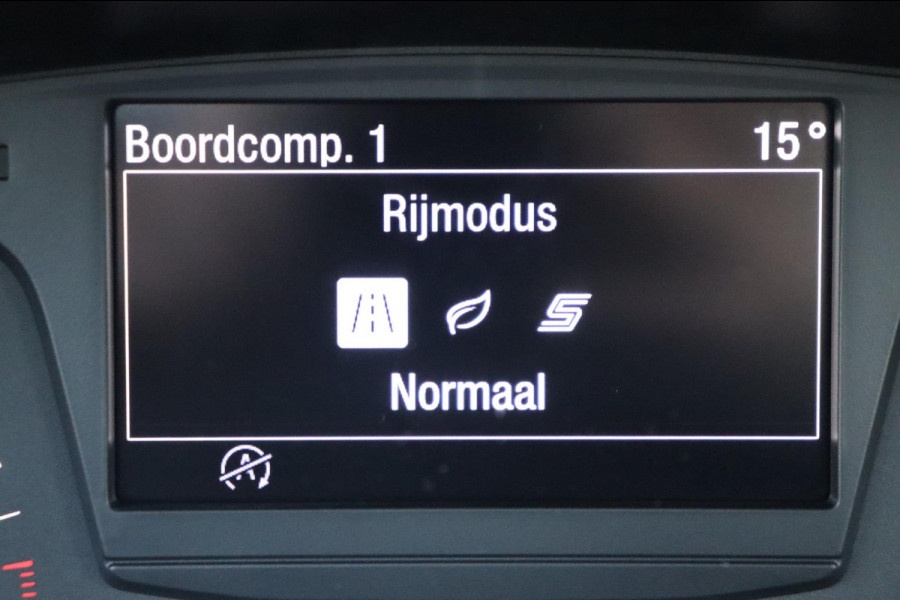 Boordcomp. 1 15°
Rijmodus
S
Normaal
A